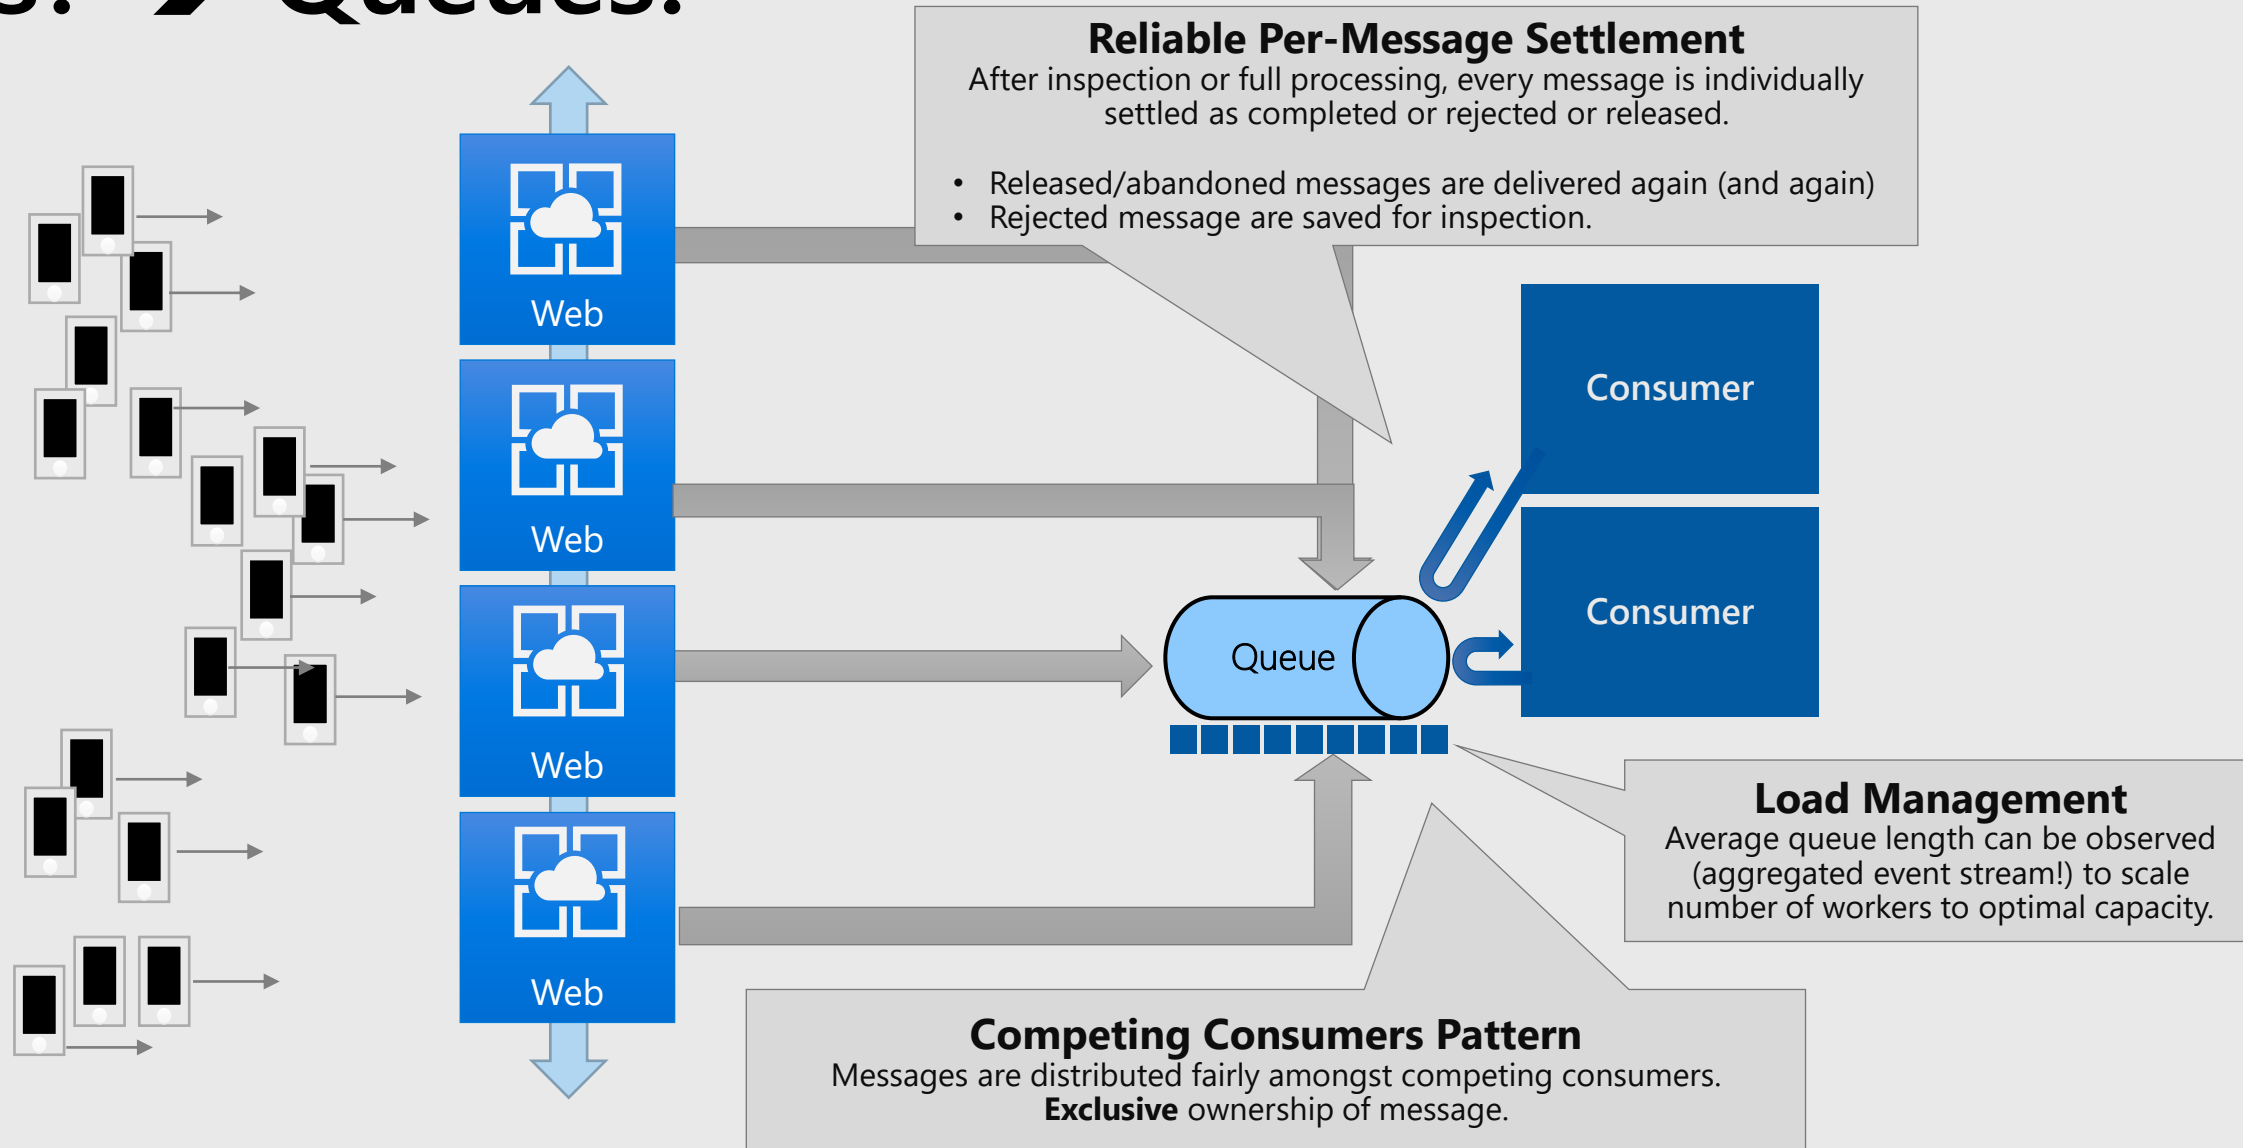 Queues!
Reliable Per-Message Settlement
After inspection or full processing, every message is individually
settled as completed or rejected or released.
• Released/abandoned messages are delivered again (and again)
• Rejected message are saved for inspection.
Web
Web
Web
Web
Queue
Consumer
Consumer
Load Management
Average queue length can be observed
(aggregated event stream!) to scale
number of workers to optimal capacity.
Competing Consumers Pattern
Messages are distributed fairly amongst competing consumers.
Exclusive ownership of message.